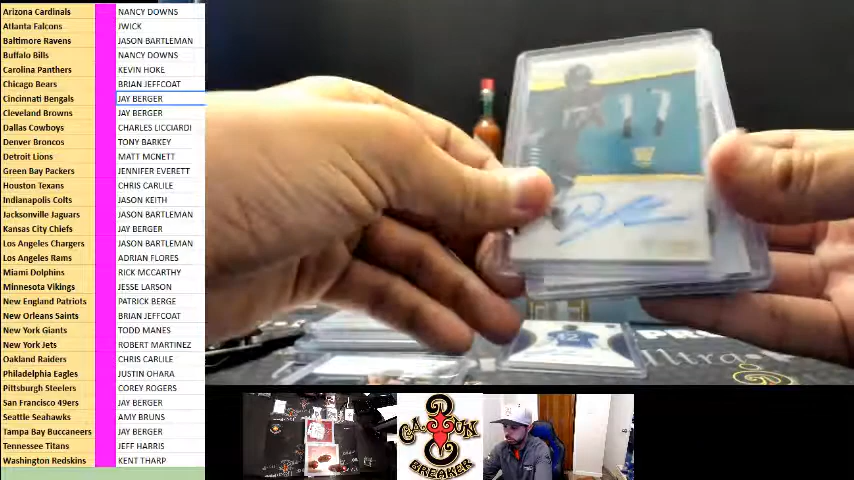 Arizona Cardinals NANCY DOWNS
Atlanta Falcons JWICK
Baltimore Ravens JASON BARTLEMAN
Buffalo Bills NANCY DOWNS
Carolina Panthers KEVIN HOKE
Chicago Bears BRIAN JEFFCOAT
Cincinnati Bengals JAY BERGER
Cleveland Browns JAY BERGER
Dallas Cowboys CHARLES LICCIARDI
Denver Broncos TONY BARKEY
Detroit Lions MATT MCNETT
Green Bay Packers JENNIFER EVERETT
Houston Texans CHRIS CARLILE
Indianapolis Colts JASON KEITH
Jacksonville Jaguars JASON BARTLEMAN
Kansas City Chiefs JAY BERGER
Los Angeles Chargers JASON BARTLEMAN
Los Angeles Rams ADRIAN FLORES
Miami Dolphins RICK MCCARTHY
Minnesota Vikings JESSE LARSON
New England Patriots PATRICK BERGE
New Orleans Saints BRIAN JEFFCOAT
New York Giants TODD MANES
New York Jets ROBERT MARTINEZ
Oakland Raiders CHRIS CARLILE
Philadelphia Eagles JUSTIN OHARA
Pittsburgh Steelers COREY ROGERS
San Francisco 49ers JAY BERGER
Seattle Seahawks AMY BRUNS
Tampa Bay Buccaneers JAY BERGER
Tennessee Titans JEFF HARRIS
Washington Redskins KENT THARP
17
42
Ultra
CAJUN
BREAKER